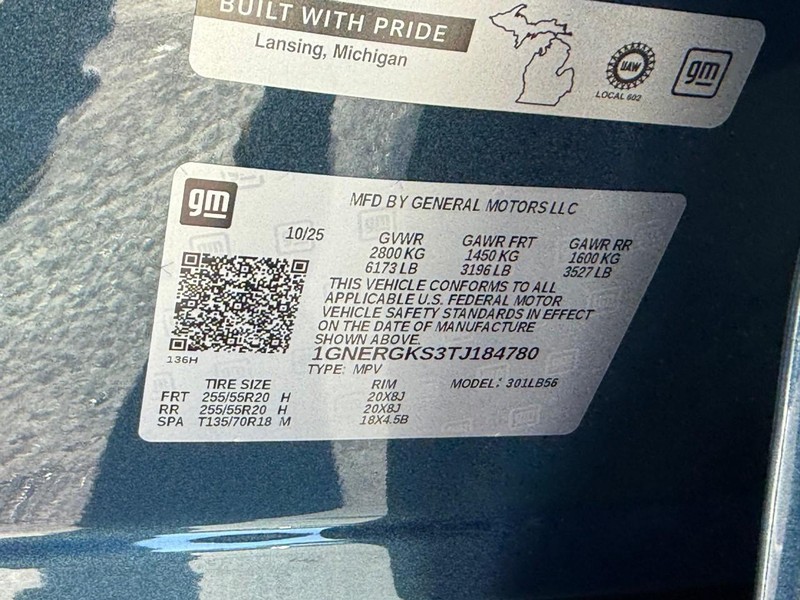 BUILT WITH PRIDE
Lansing, Michigan
UAW
LOCAL 602
gm
gm
MFD BY GENERAL MOTORS LLC
10/25 GVWR GAWR FRT GAWR RR
2800 KG 1450 KG 1600 KG
6173 LB 3196 LB 3527 LB
THIS VEHICLE CONFORMS TO ALL
APPLICABLE U.S. FEDERAL MOTOR
VEHICLE SAFETY STANDARDS IN EFFECT
ON THE DATE OF MANUFACTURE
SHOWN ABOVE.
136H
1GNERGKS3TJ184780
TYPE: MPV
TIRE SIZE RIM MODEL: 301LB56
FRT 255/55R20 H 20X8J
RR 255/55R20 H 20X8J
SPA T135/70R18 M 18X4.5B